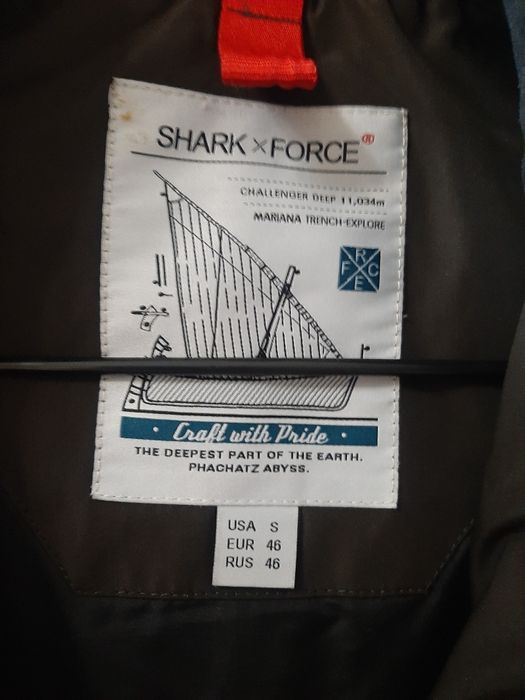 SHARK×FORCE®
CHALLENGER DEEP 11,034m
MARIANA TRENCH-EXPLORE
R
F C
E
• Craft with Pride •
THE DEEPEST PART OF THE EARTH.
PHACHATZ ABYSS.
USA S
EUR 46
RUS 46